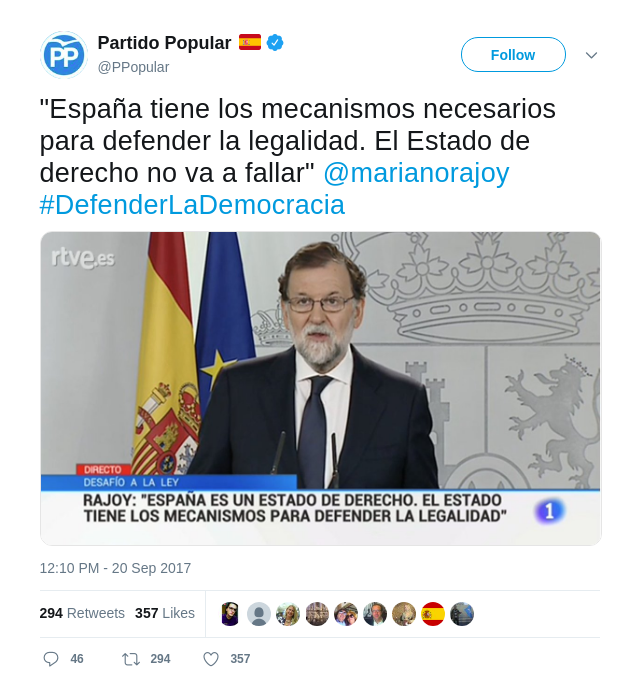 PP
Partido Popular
@PPopular
Follow
"España tiene los mecanismos necesarios
para defender la legalidad. El Estado de
derecho no va a fallar" @marianorajoy
#DefenderLaDemocracia
rtve.es
DIRECTO
DESAFÍO A LA LEY
RAJOY: "ESPAÑA ES UN ESTADO DE DERECHO. EL ESTADO
TIENE LOS MECANISMOS PARA DEFENDER LA LEGALIDAD"
1
12:10 PM - 20 Sep 2017
294 Retweets 357 Likes
46 294 357